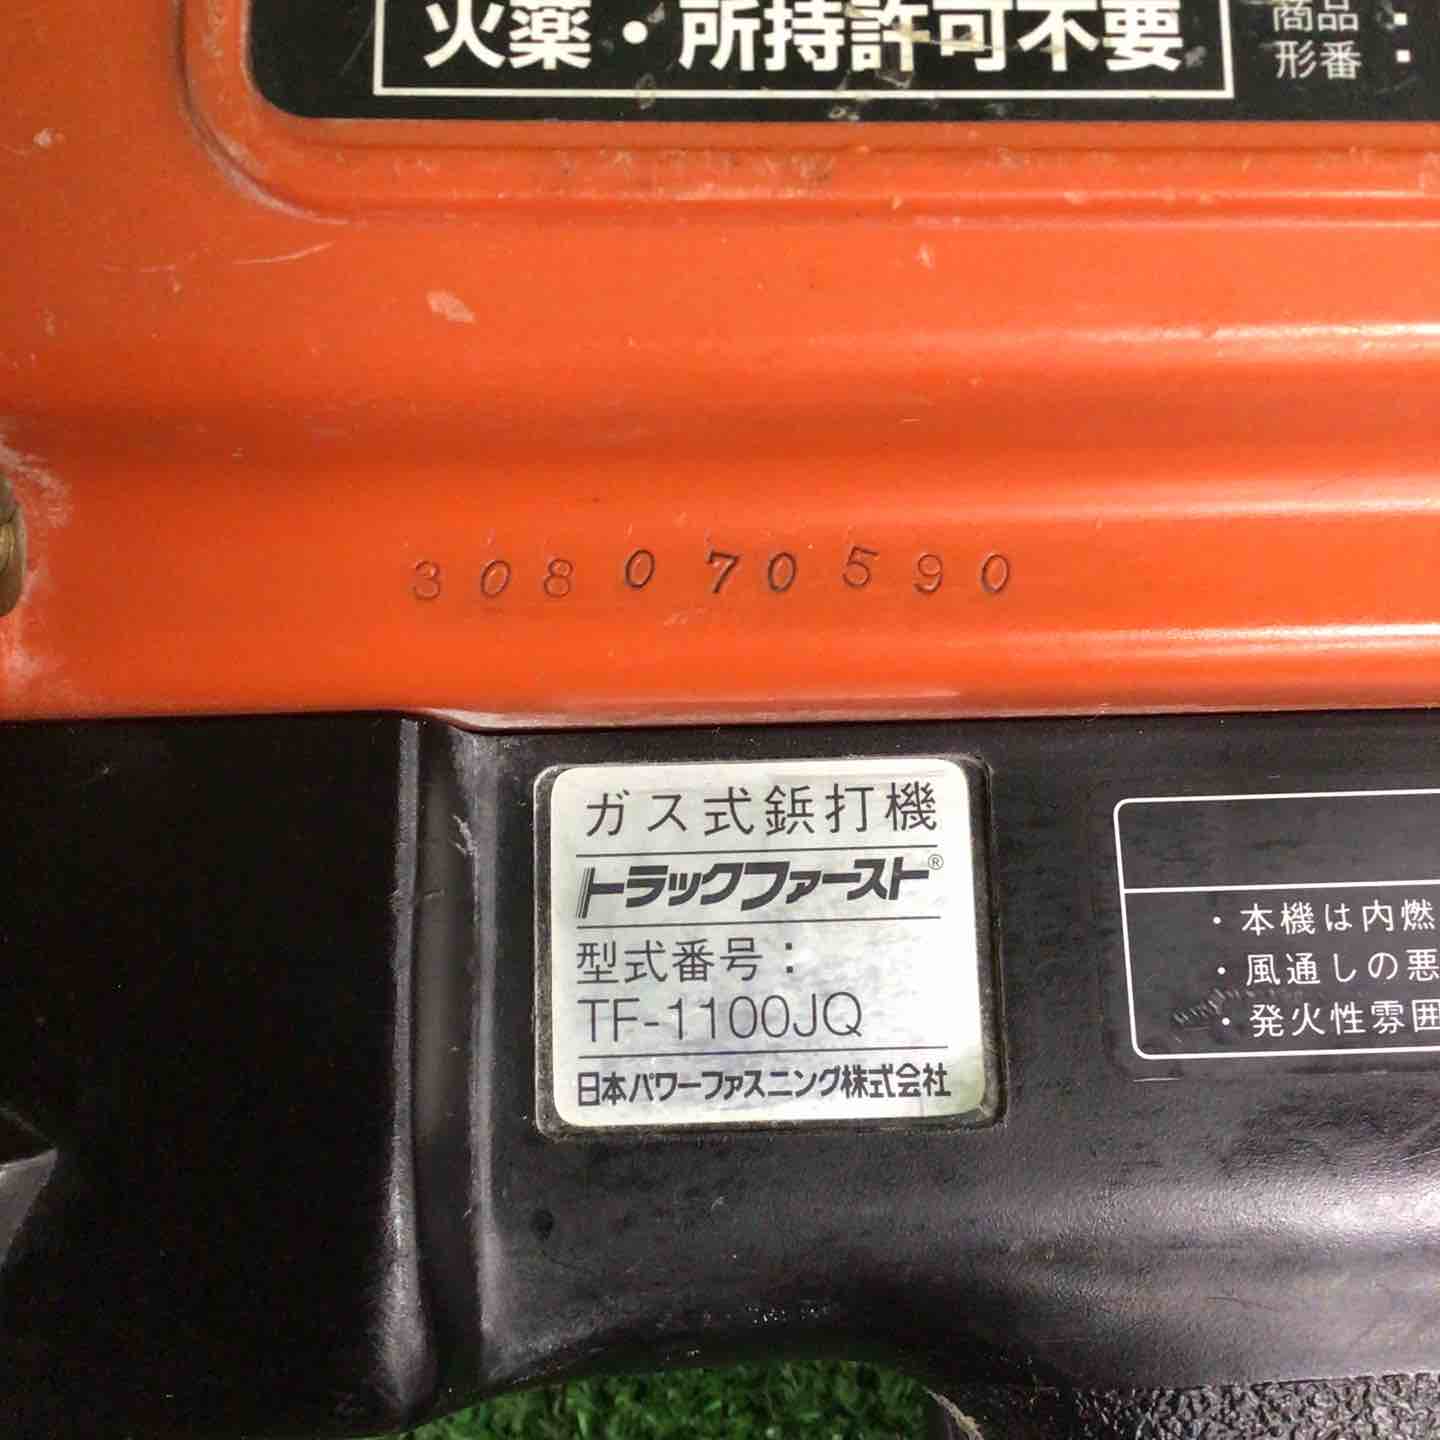 火薬・所持許可不要
商品：
形番：
308070590
ガス式鋲打機
トラックファースト®
型式番号：
TF-1100JQ
日本パワーファスニング株式会社
・本機は内燃
・風通しの悪
・発火性雰囲